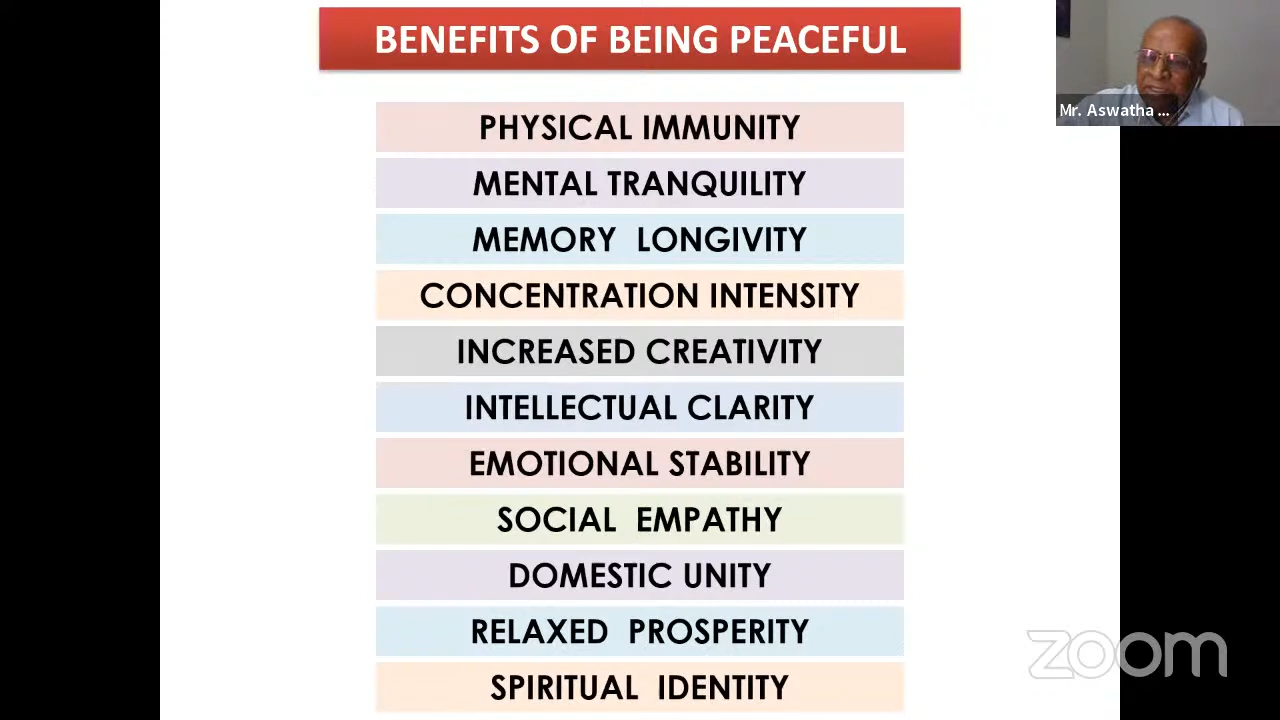 BENEFITS OF BEING PEACEFUL
Mr. Aswatha ...
PHYSICAL IMMUNITY
MENTAL TRANQUILITY
MEMORY LONGIVITY
CONCENTRATION INTENSITY
INCREASED CREATIVITY
INTELLECTUAL CLARITY
EMOTIONAL STABILITY
SOCIAL EMPATHY
DOMESTIC UNITY
RELAXED PROSPERITY
SPIRITUAL IDENTITY
zoom